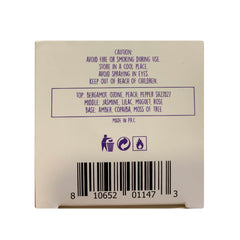 CAUTION:
AVOID FIRE OR SMOKING DURING USE.
STORE IN A COOL PLACE.
AVOID SPRAYING IN EYES.
KEEP OUT OF REACH OF CHILDREN.
TOP: BERGAMOT, OZONE, PEACH, PEPPER
MIDDLE: JASMINE, LILAC, MUGUET, ROSE
BASE: AMBER, COPAIBA, MOSS OF TREE
MADE IN P.R.C
8 10652 01147 3